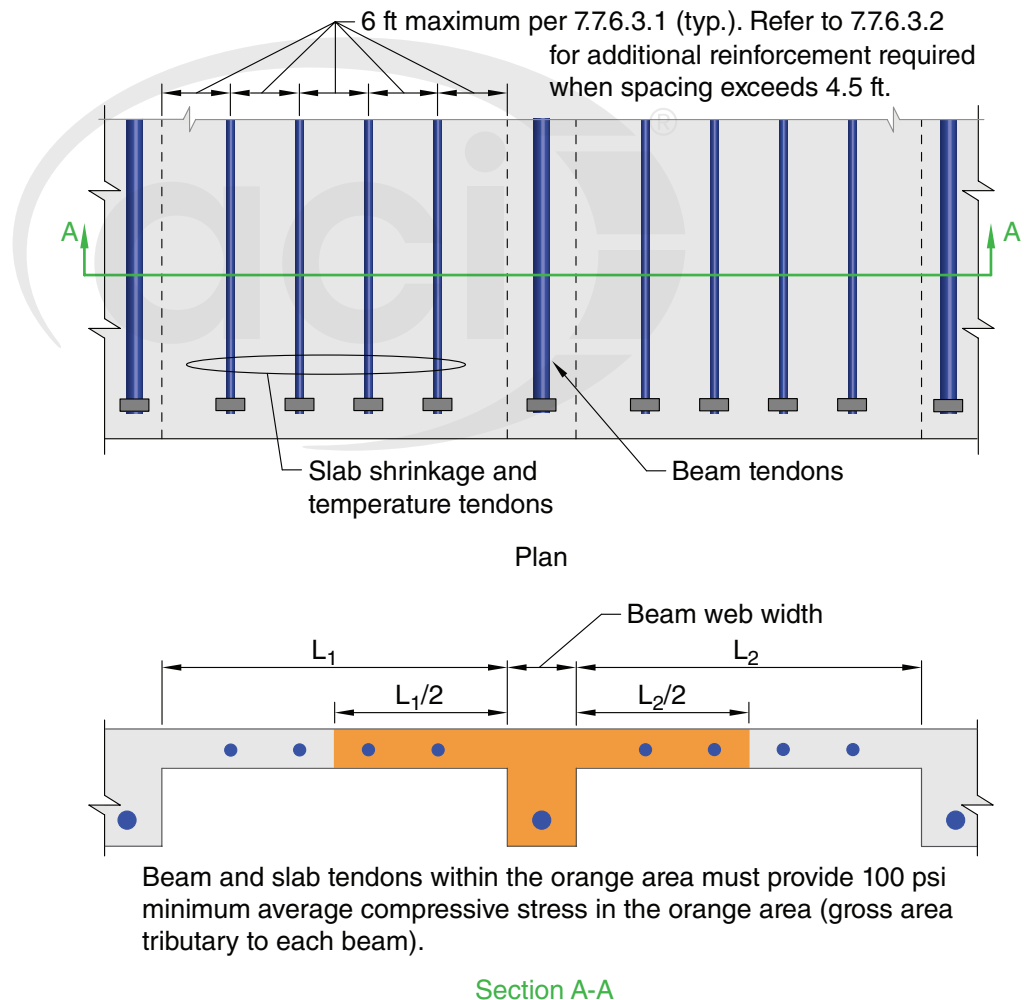 6 ft maximum per 7.7.6.3.1 (typ.). Refer to 7.7.6.3.2
for additional reinforcement required
when spacing exceeds 4.5 ft.
®
aci
A
A
Slab shrinkage and
temperature tendons
Beam tendons
Plan
Beam web width
L₁
L₂
L₁/2
L₂/2
Beam and slab tendons within the orange area must provide 100 psi
minimum average compressive stress in the orange area (gross area
tributary to each beam).
Section A-A